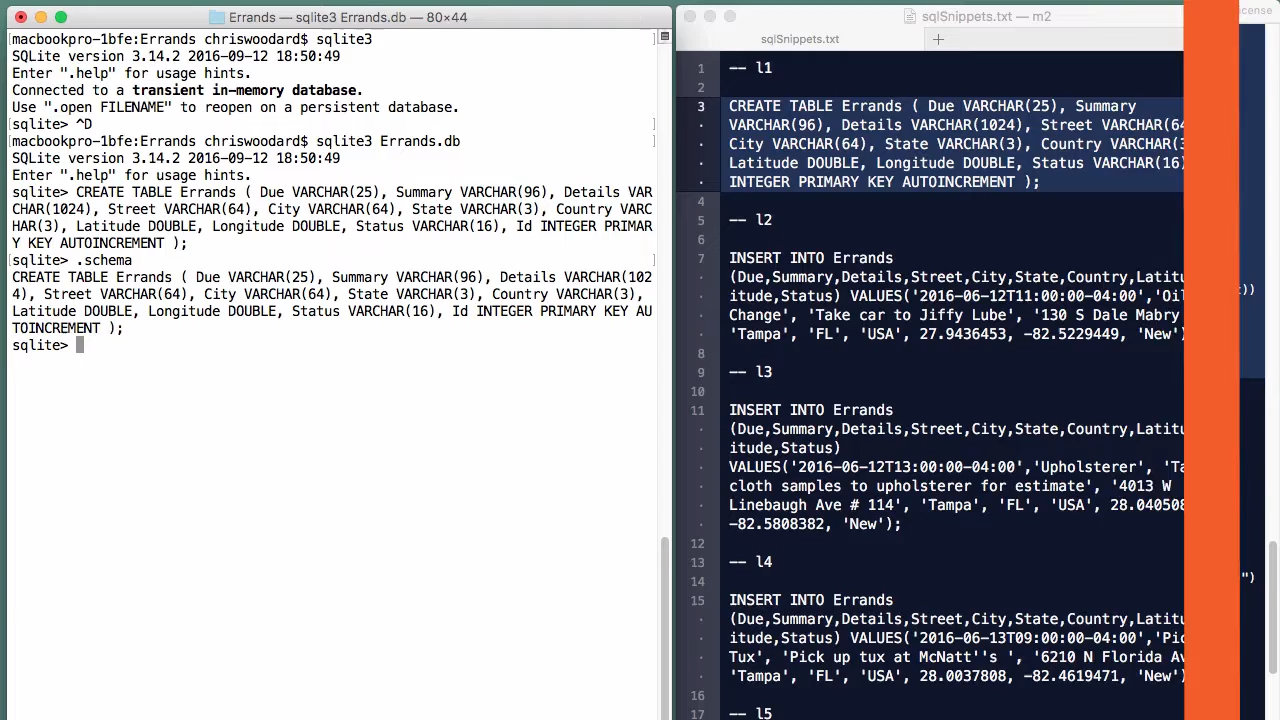 Errands — sqlite3 Errands.db — 80×44
[macbookpro-1bfe:Errands chriswoodard$ sqlite3 ]
SQLite version 3.14.2 2016-09-12 18:50:49
Enter ".help" for usage hints.
Connected to a transient in-memory database.
Use ".open FILENAME" to reopen on a persistent database.
[sqlite> ^D ]
[macbookpro-1bfe:Errands chriswoodard$ sqlite3 Errands.db ]
SQLite version 3.14.2 2016-09-12 18:50:49
Enter ".help" for usage hints.
[sqlite> CREATE TABLE Errands ( Due VARCHAR(25), Summary VARCHAR(96), Details VAR]
[CHAR(1024), Street VARCHAR(64), City VARCHAR(64), State VARCHAR(3), Country VARC]
[HAR(3), Latitude DOUBLE, Longitude DOUBLE, Status VARCHAR(16), Id INTEGER PRIMAR]
[Y KEY AUTOINCREMENT ); ]
[sqlite> .schema ]
CREATE TABLE Errands ( Due VARCHAR(25), Summary VARCHAR(96), Details VARCHAR(102
4), Street VARCHAR(64), City VARCHAR(64), State VARCHAR(3), Country VARCHAR(3),
Latitude DOUBLE, Longitude DOUBLE, Status VARCHAR(16), Id INTEGER PRIMARY KEY AU
TOINCREMENT );
sqlite>
sqlSnippets.txt — m2
sqlSnippets.txt +
1 -- l1
2
3 CREATE TABLE Errands ( Due VARCHAR(25), Summary
· VARCHAR(96), Details VARCHAR(1024), Street VARCHAR(64
· City VARCHAR(64), State VARCHAR(3), Country VARCHAR(3
· Latitude DOUBLE, Longitude DOUBLE, Status VARCHAR(16)
· INTEGER PRIMARY KEY AUTOINCREMENT );
4
5 -- l2
6
7 INSERT INTO Errands
· (Due,Summary,Details,Street,City,State,Country,Latitu
· itude,Status) VALUES('2016-06-12T11:00:00-04:00','Oil
· Change', 'Take car to Jiffy Lube', '130 S Dale Mabry
· 'Tampa', 'FL', 'USA', 27.9436453, -82.5229449, 'New')
8
9 -- l3
10
11 INSERT INTO Errands
· (Due,Summary,Details,Street,City,State,Country,Latitu
· itude,Status)
· VALUES('2016-06-12T13:00:00-04:00','Upholsterer', 'Ta
· cloth samples to upholsterer for estimate', '4013 W
· Linebaugh Ave # 114', 'Tampa', 'FL', 'USA', 28.040508
· -82.5808382, 'New');
12
13 -- l4
14
15 INSERT INTO Errands
· (Due,Summary,Details,Street,City,State,Country,Latitu
· itude,Status) VALUES('2016-06-13T09:00:00-04:00','Pic
· Tux', 'Pick up tux at McNatt''s ', '6210 N Florida Av
· 'Tampa', 'FL', 'USA', 28.0037808, -82.4619471, 'New')
16
17 -- l5
cense
))
")